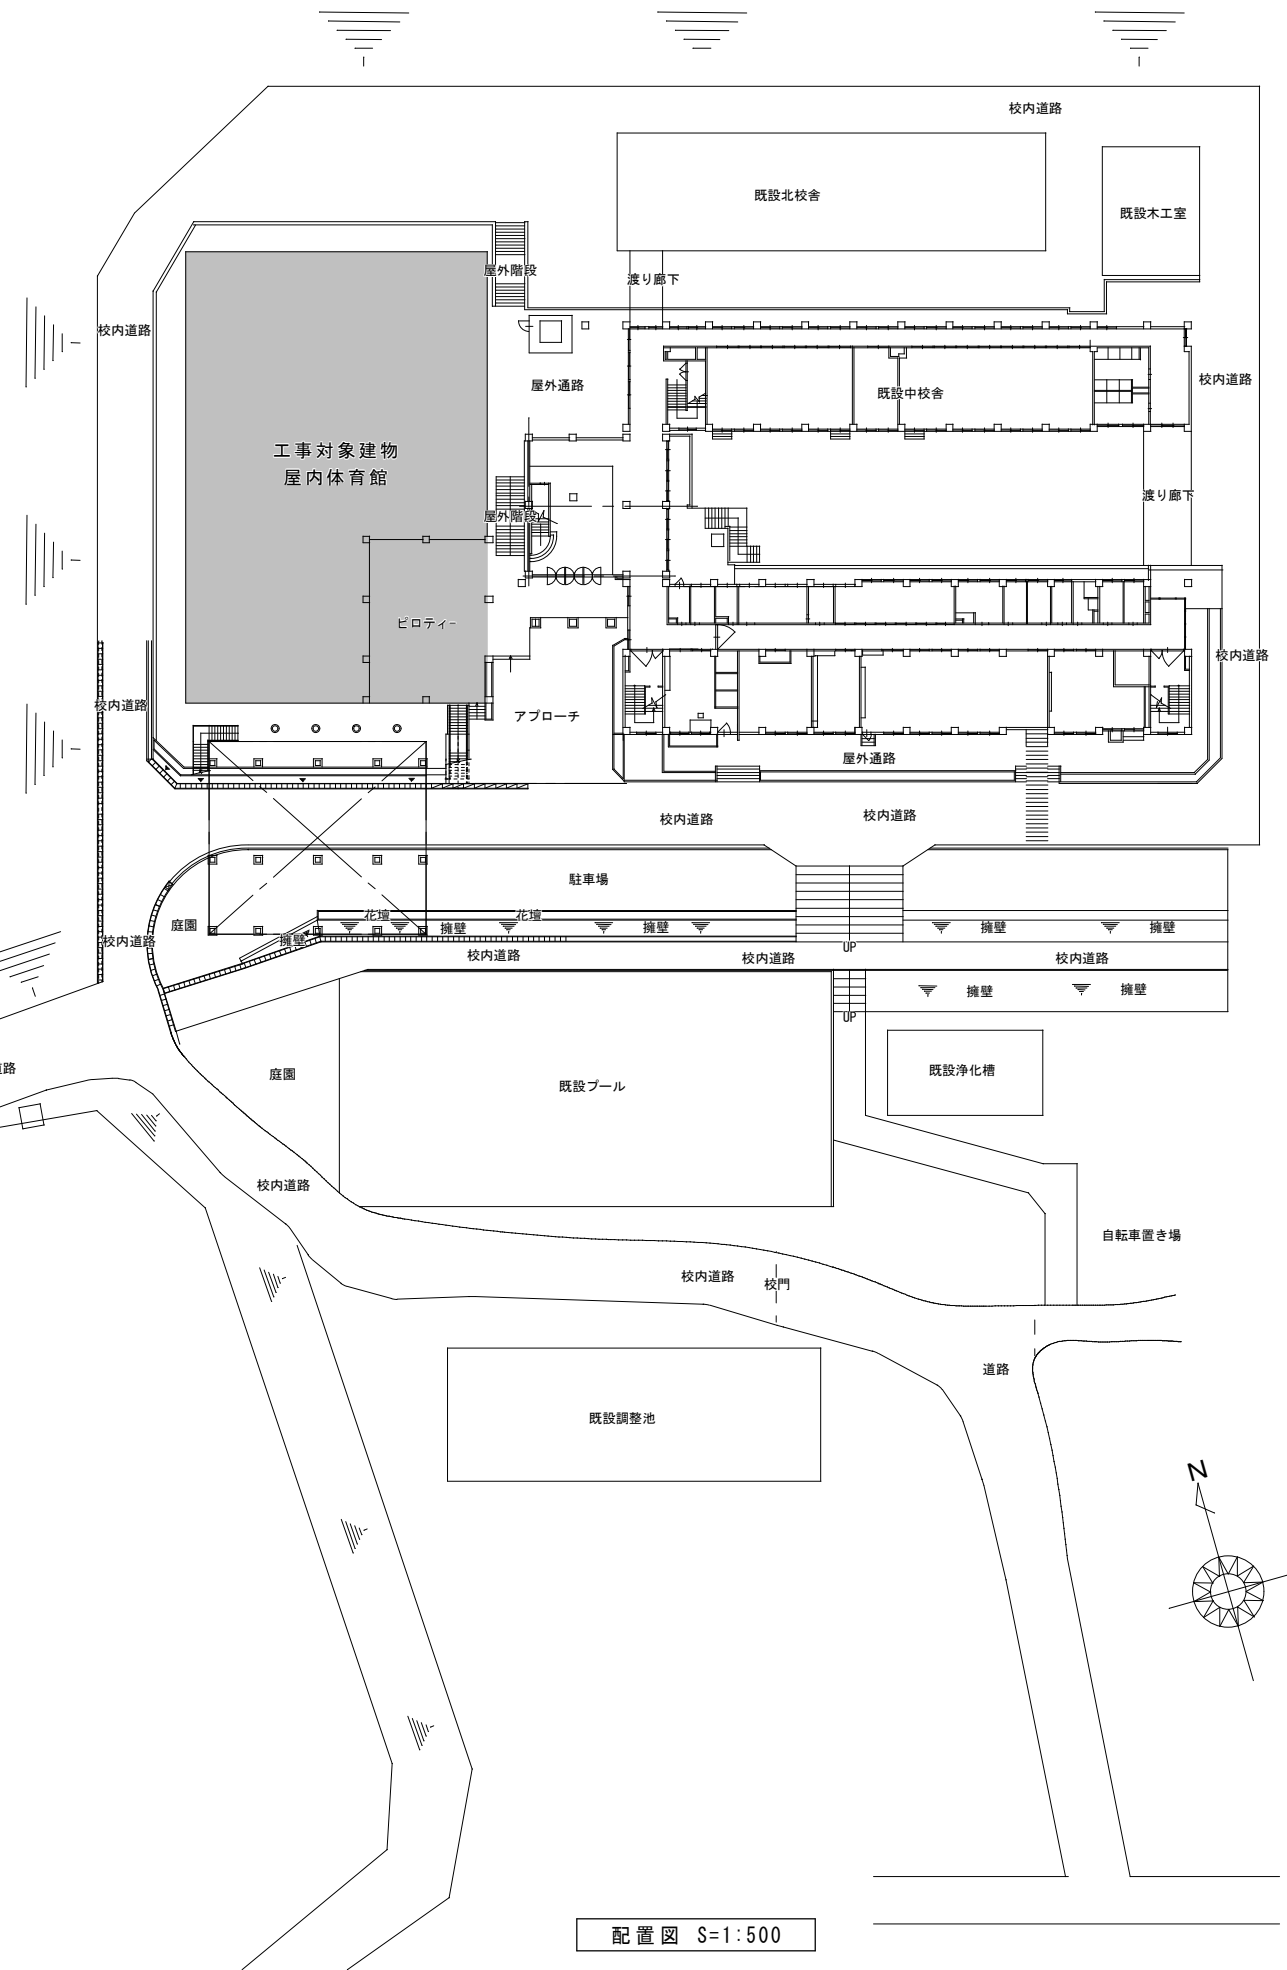 校内道路
既設北校舎
既設木工室
屋外階段
渡り廊下
校内道路
屋外通路
校内道路
既設中校舎
工事対象建物
屋内体育館
渡り廊下
屋外階段
ピロティー
校内道路
校内道路
アプローチ
屋外通路
校内道路
校内道路
駐車場
花壇
花壇
庭園
擁壁
擁壁
擁壁
擁壁
校内道路
擁壁
UP
校内道路
校内道路
校内道路
擁壁
擁壁
UP
道路
庭園
既設プール
既設浄化槽
校内道路
自転車置き場
校内道路
校門
道路
既設調整池
N
配置図 S=1:500